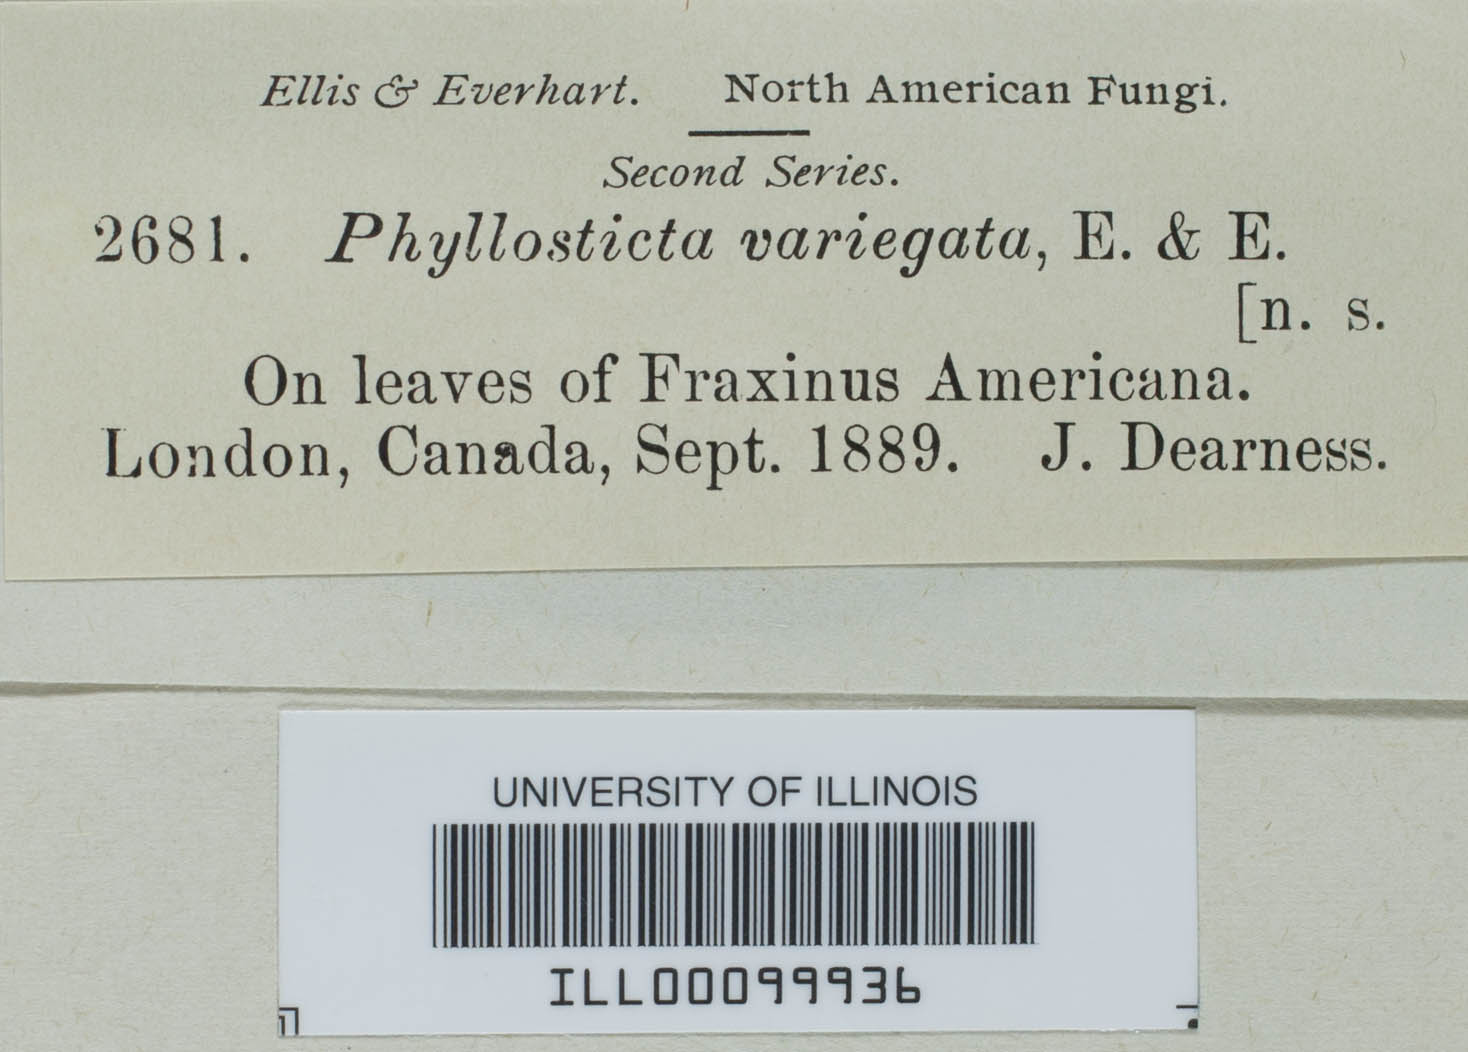 Ellis & Everhart. North American Fungi.
Second Series.
2681. Phyllosticta variegata, E. & E.
[n. s.
On leaves of Fraxinus Americana.
London, Canada, Sept. 1889. J. Dearness.
UNIVERSITY OF ILLINOIS
ILL00099936